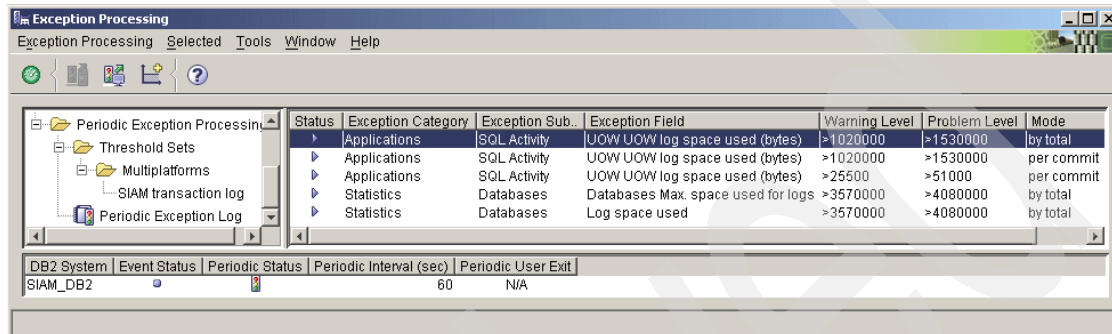 Exception Processing
Exception Processing Selected Tools Window Help
Periodic Exception Processin
Threshold Sets
Multiplatforms
SIAM transaction log
Periodic Exception Log
Status Exception Category Exception Sub.. Exception Field Warning Level Problem Level Mode
Applications SQL Activity UOW UOW log space used (bytes) >1020000 >1530000 by total
Applications SQL Activity UOW UOW log space used (bytes) >1020000 >1530000 per commit
Applications SQL Activity UOW UOW log space used (bytes) >25500 >51000 per commit
Statistics Databases Databases Max. space used for logs >3570000 >4080000 by total
Statistics Databases Log space used >3570000 >4080000 by total
DB2 System Event Status Periodic Status Periodic Interval (sec) Periodic User Exit
SIAM_DB2 60 N/A